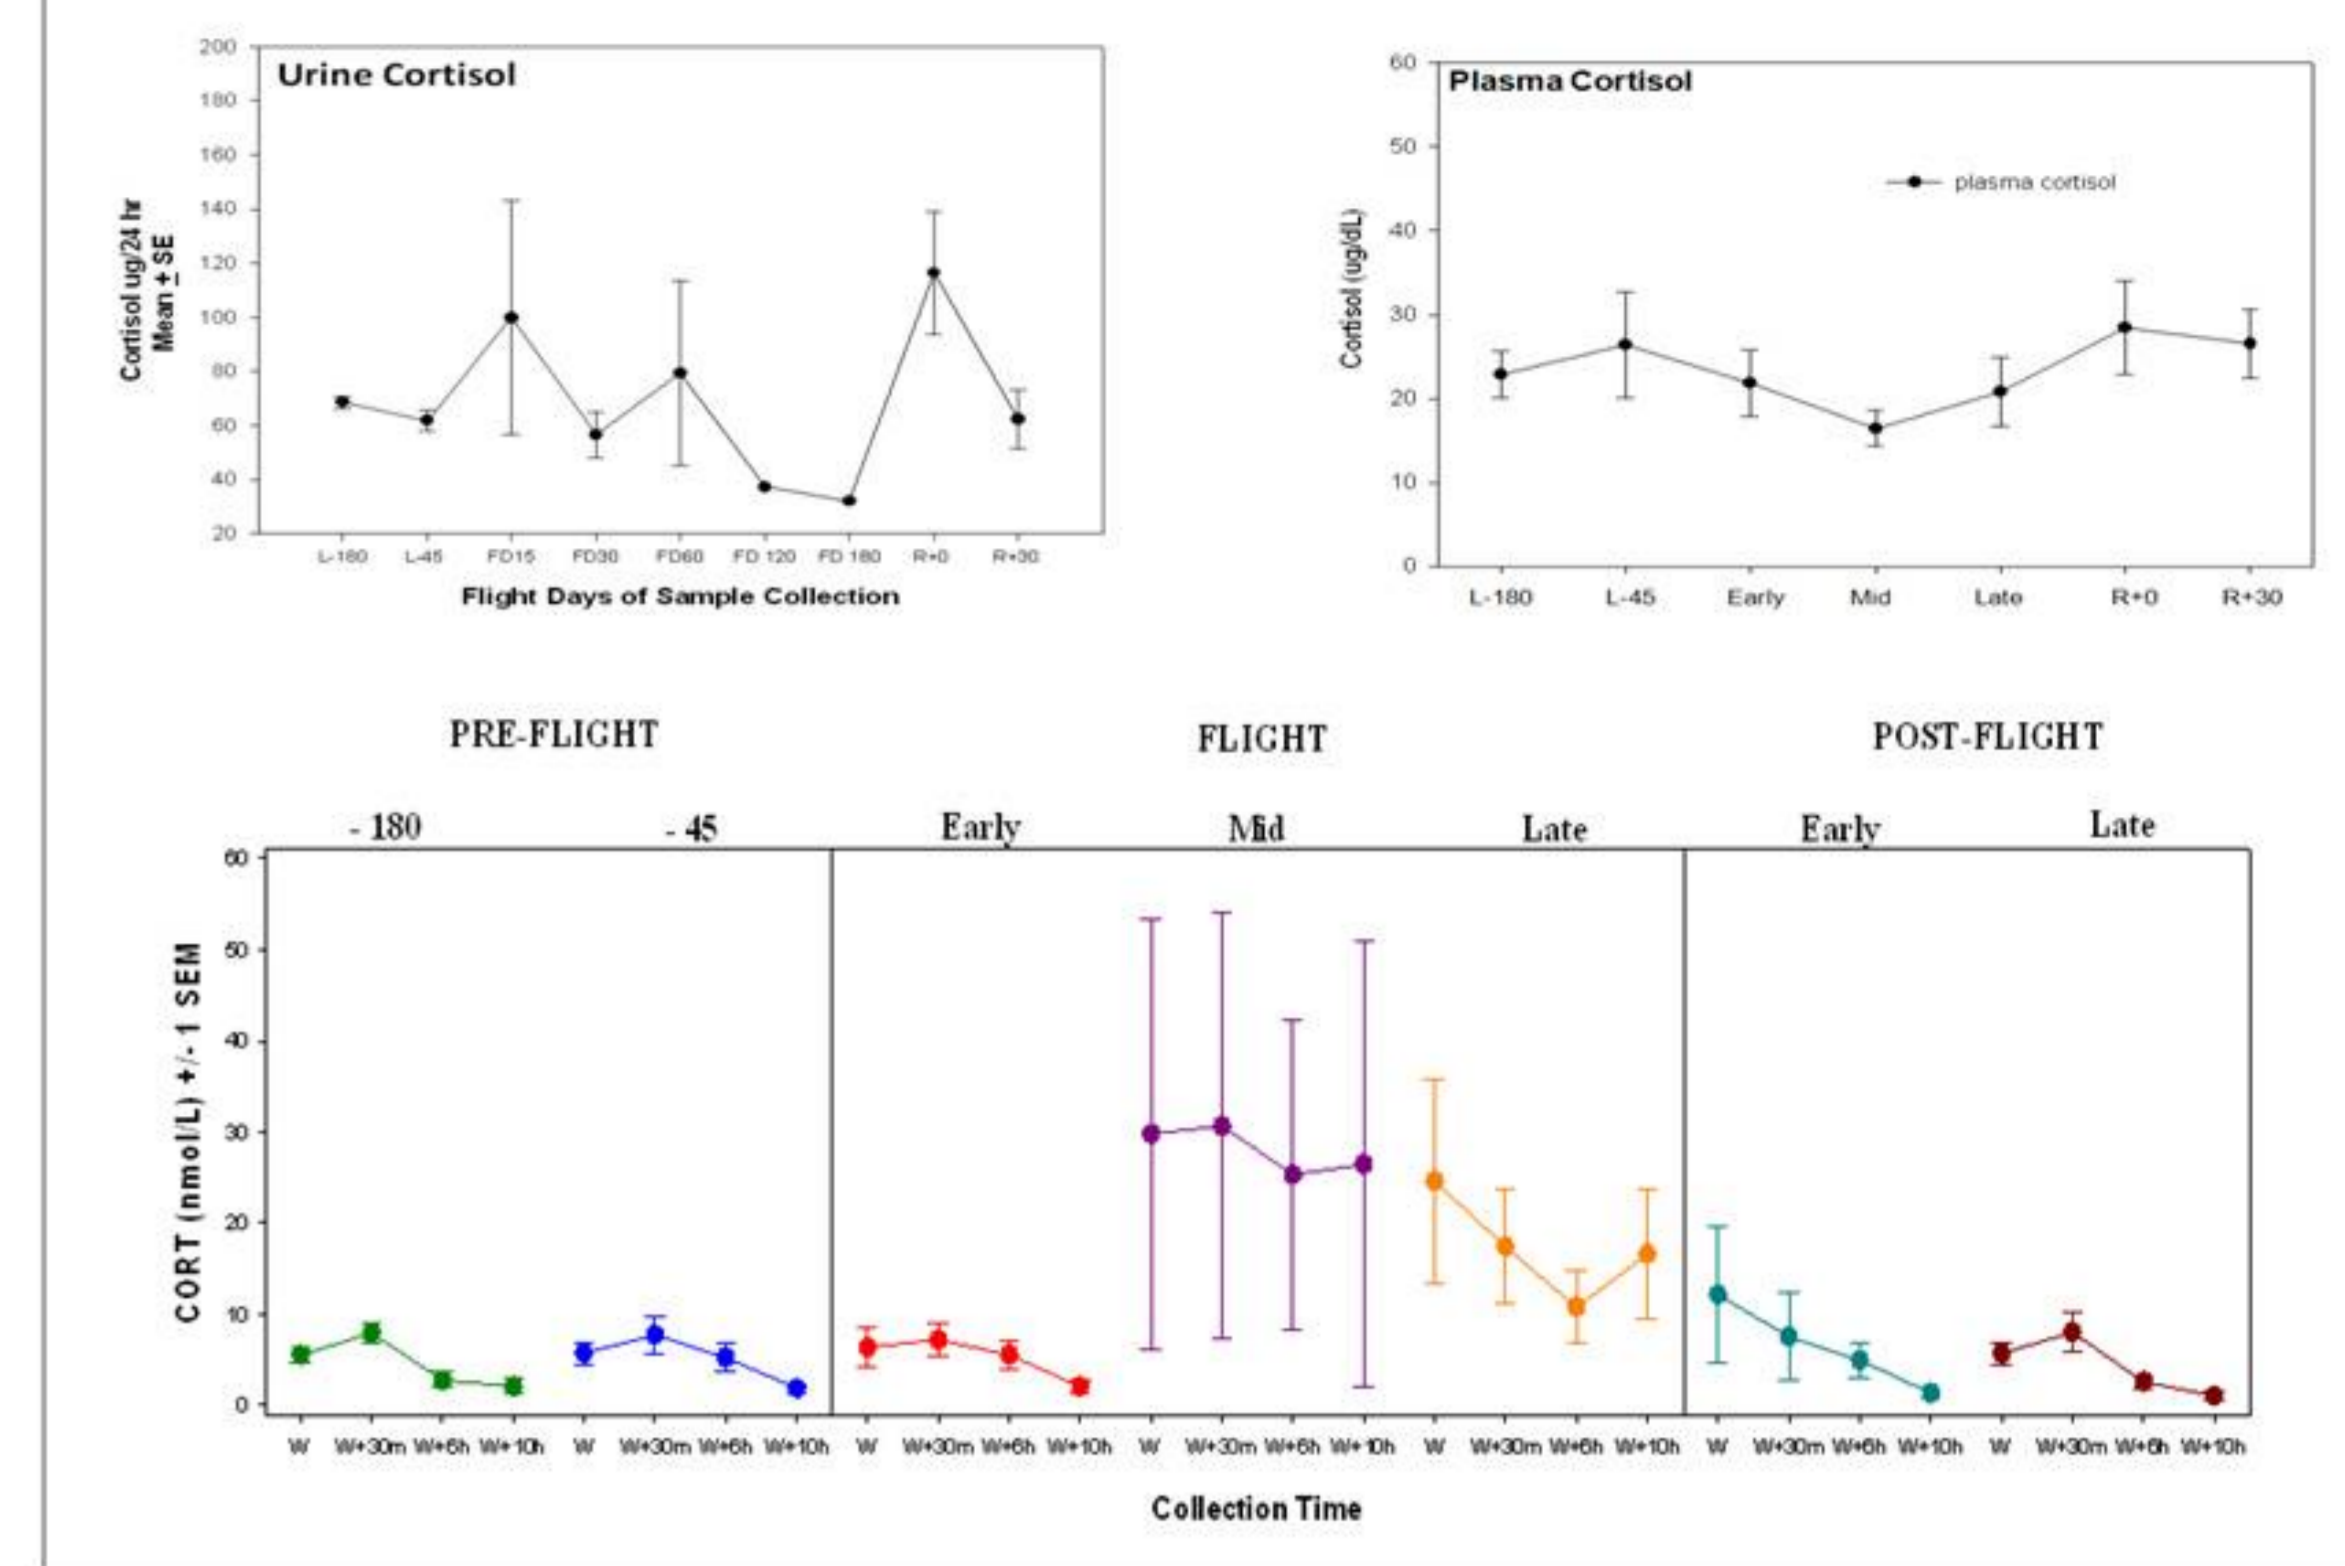 Urine Cortisol
200
180
160
140
120
100
80
60
40
20
Cortisol ug/24 hr
Mean ± SE
L-180 L-45 FD15 FD30 FD60 FD 120 FD 180 R+0 R+30
Flight Days of Sample Collection
Plasma Cortisol
plasma cortisol
60
50
40
30
20
10
0
Cortisol (ug/dL)
L-180 L-45 Early Mid Late R+0 R+30
PRE-FLIGHT FLIGHT POST-FLIGHT
- 180 - 45 Early Mid Late Early Late
60
50
40
30
20
10
0
CORT (nmol/L) +/- 1 SEM
W W+30m W+6h W+10h W W+30m W+6h W+10h W W+30m W+6h W+10h W W+30m W+6h W+10h W W+30m W+6h W+10h W W+30m W+6h W+10h W W+30m W+6h W+10h
Collection Time